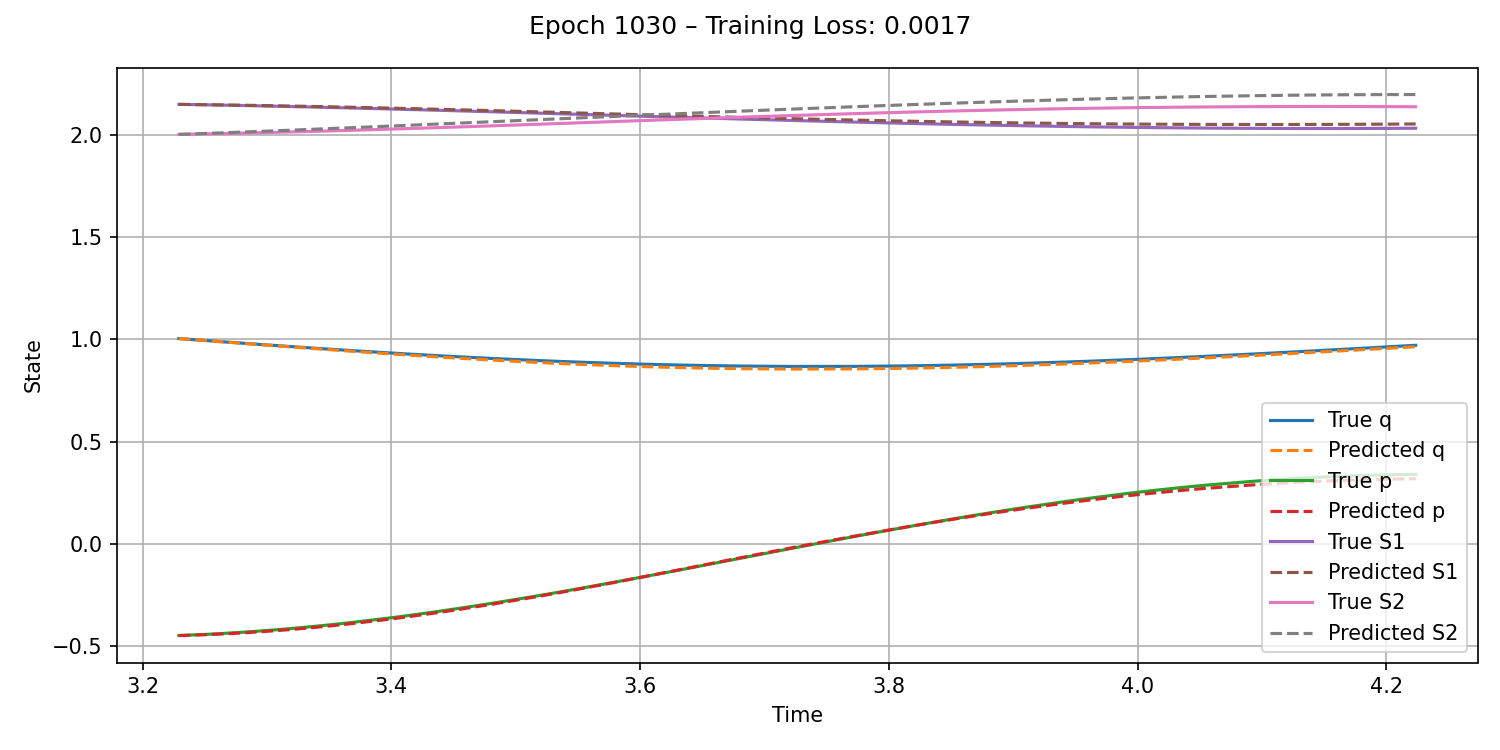 Epoch 1030 – Training Loss: 0.0017
State
2.0
1.5
1.0
0.5
0.0
−0.5
True q
Predicted q
True p
Predicted p
True S1
Predicted S1
True S2
Predicted S2
3.2 3.4 3.6 3.8 4.0 4.2
Time